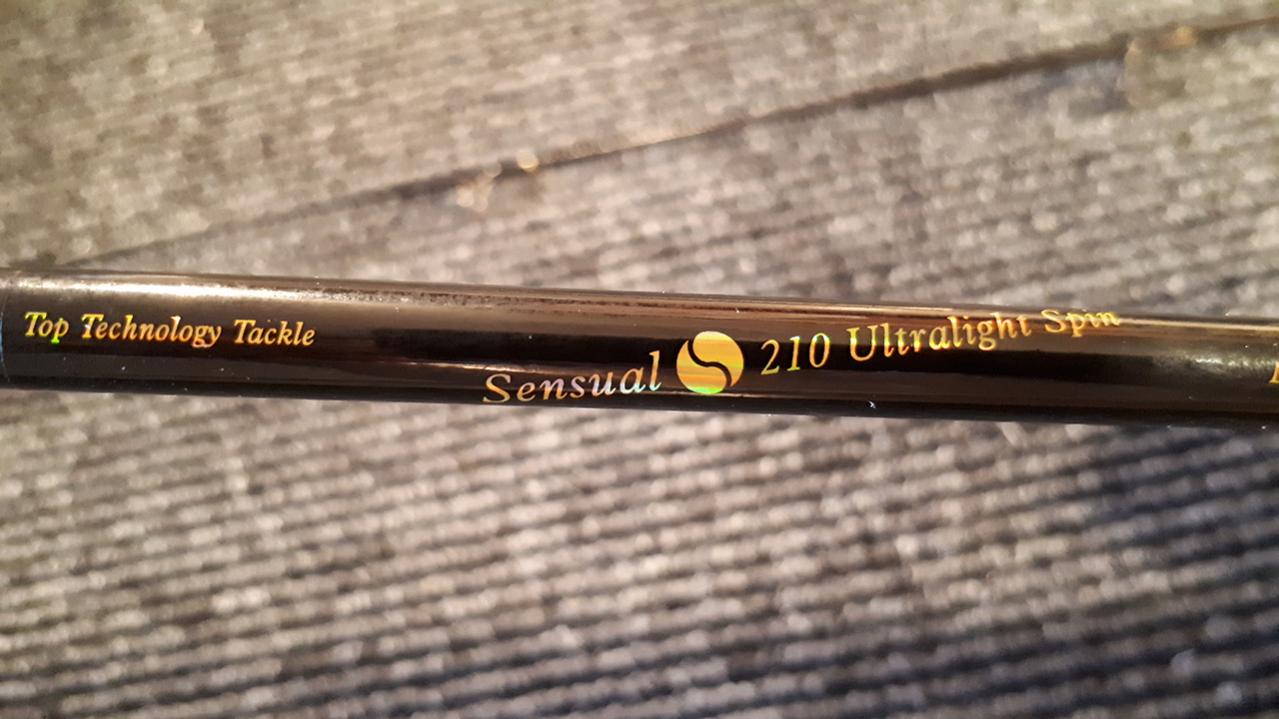 Top Technology Tackle
Sensual 210 Ultralight Spin